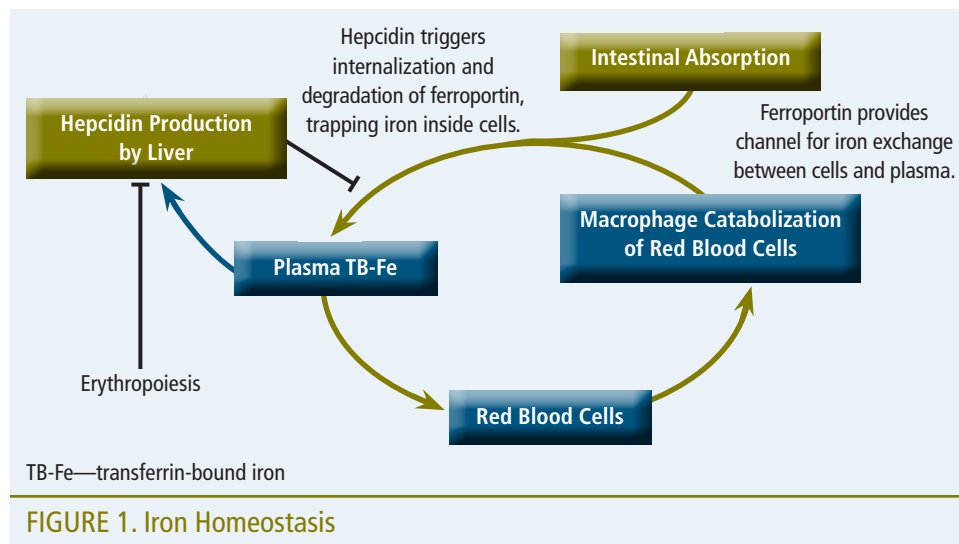 Hepcidin triggers
internalization and
degradation of ferroportin,
trapping iron inside cells.
Intestinal Absorption
Hepcidin Production
by Liver
Ferroportin provides
channel for iron exchange
between cells and plasma.
Macrophage Catabolization
of Red Blood Cells
Plasma TB-Fe
Erythropoiesis
Red Blood Cells
TB-Fe—transferrin-bound iron
FIGURE 1. Iron Homeostasis